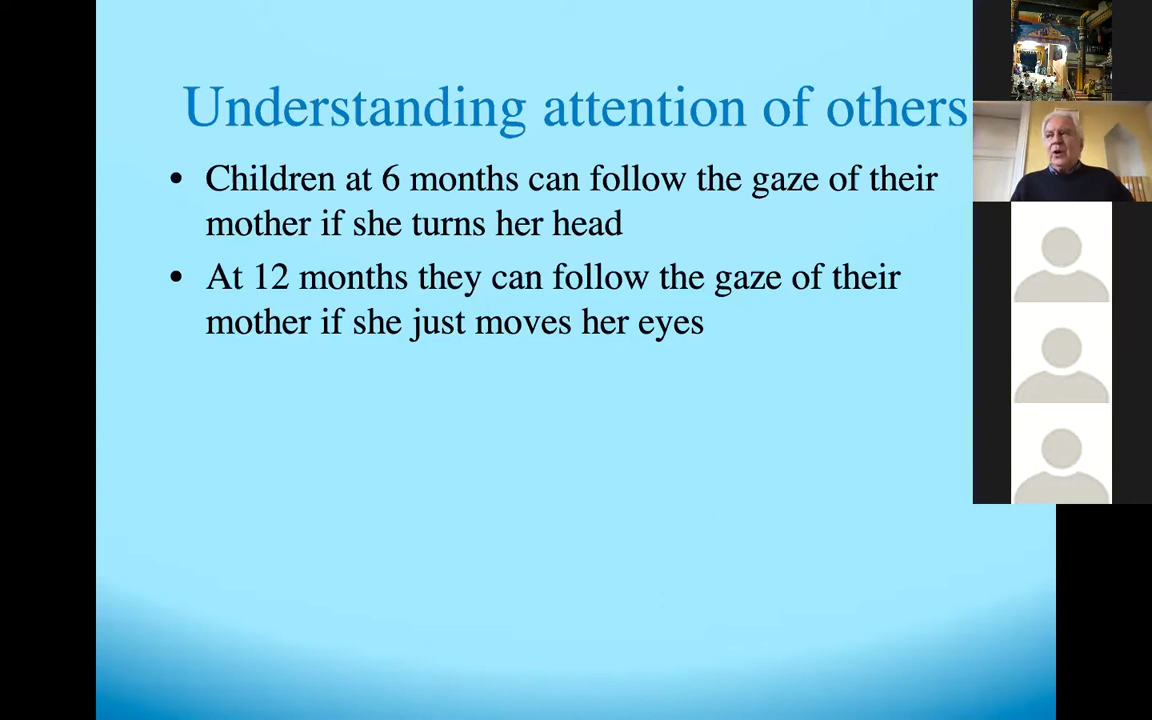 Understanding attention of others
• Children at 6 months can follow the gaze of their
mother if she turns her head
• At 12 months they can follow the gaze of their
mother if she just moves her eyes